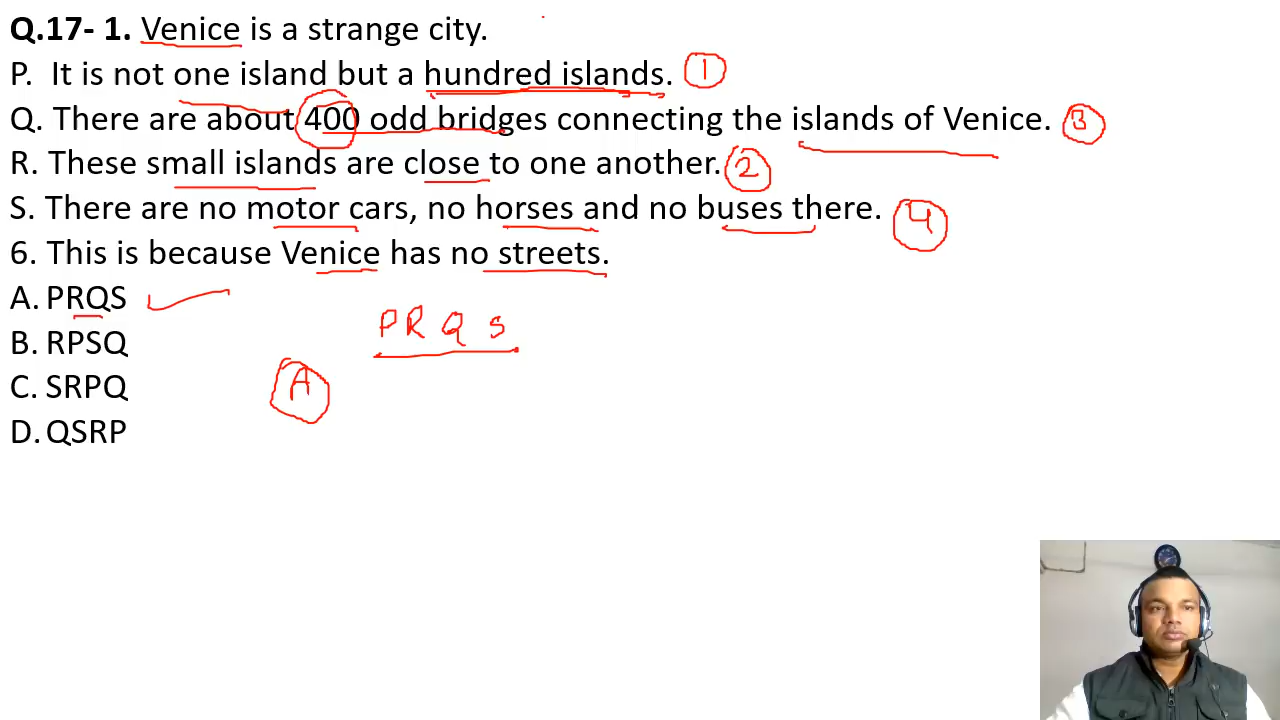 Q.17- 1. Venice is a strange city.
P. It is not one island but a hundred islands. 1
Q. There are about 400 odd bridges connecting the islands of Venice. 3
R. These small islands are close to one another. 2
S. There are no motor cars, no horses and no buses there. 4
6. This is because Venice has no streets.
A. PRQS
P R Q S
B. RPSQ
C. SRPQ
A
D. QSRP